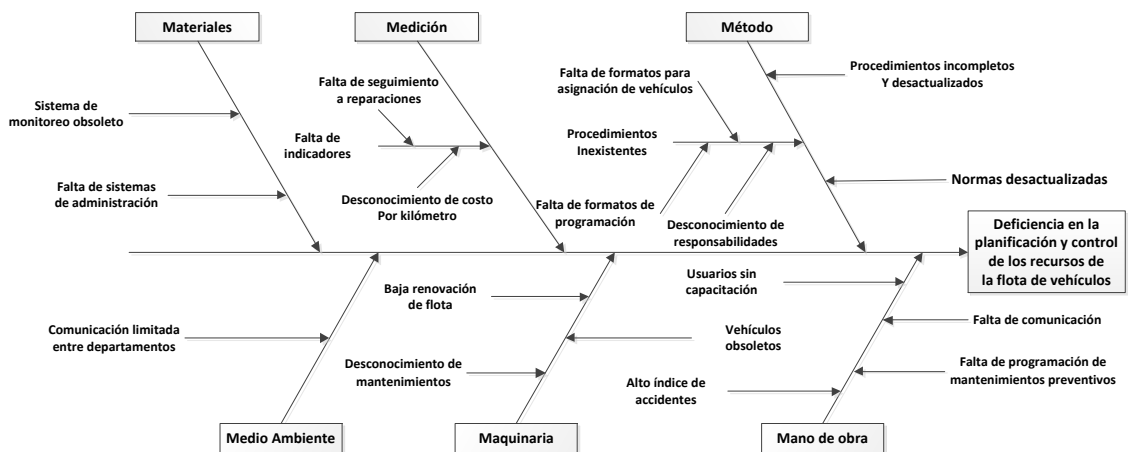 Materiales
Medición
Método
Sistema de
monitoreo obsoleto
Falta de sistemas
de administración
Falta de seguimiento
a reparaciones
Falta de
indicadores
Desconocimiento de costo
Por kilómetro
Falta de formatos para
asignación de vehículos
Procedimientos
Inexistentes
Falta de formatos de
programación
Desconocimiento de
responsabilidades
Procedimientos incompletos
Y desactualizados
Normas desactualizadas
Deficiencia en la
planificación y control
de los recursos de
la flota de vehículos
Comunicación limitada
entre departamentos
Baja renovación
de flota
Desconocimiento de
mantenimientos
Vehículos
obsoletos
Usuarios sin
capacitación
Alto índice de
accidentes
Falta de comunicación
Falta de programación de
mantenimientos preventivos
Medio Ambiente
Maquinaria
Mano de obra